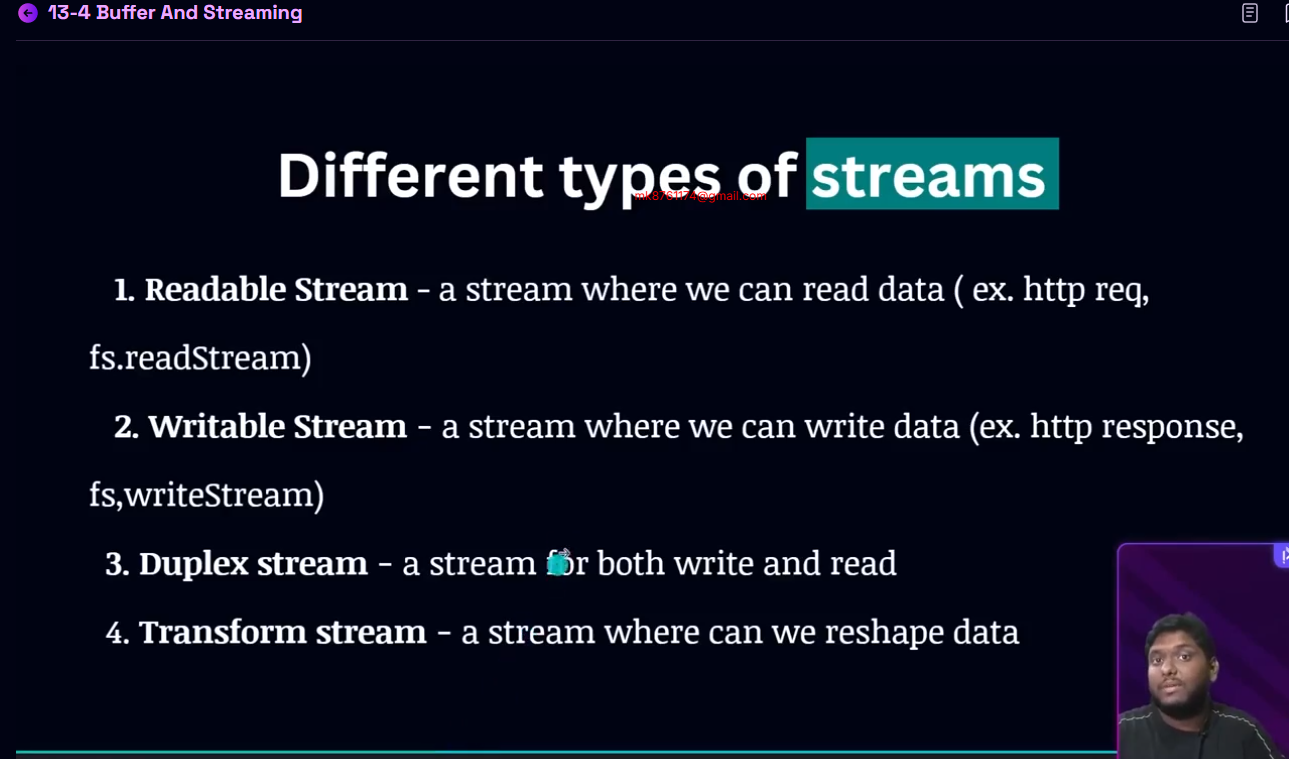 13-4 Buffer And Streaming
Different types of streams
mk8761174@gmail.com
1. Readable Stream - a stream where we can read data ( ex. http req,
fs.readStream)
2. Writable Stream - a stream where we can write data (ex. http response,
fs,writeStream)
3. Duplex stream - a stream for both write and read
4. Transform stream - a stream where can we reshape data